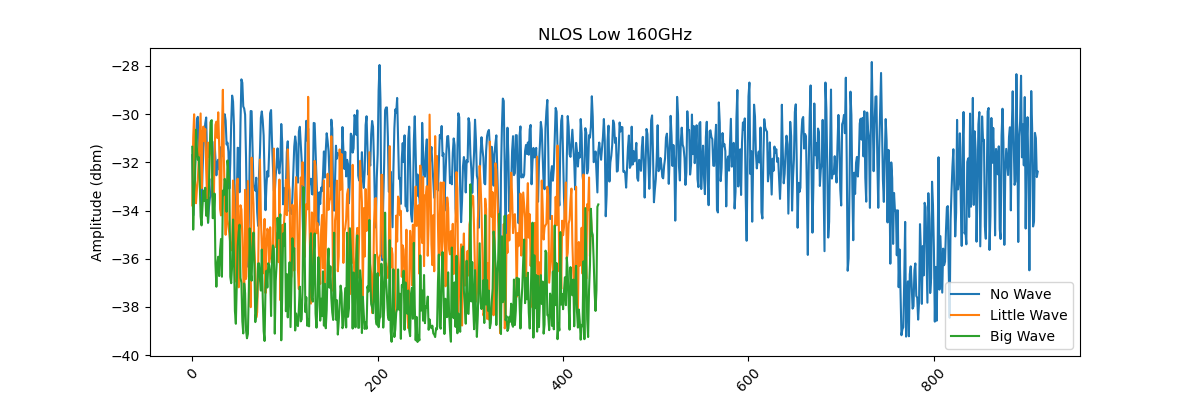 NLOS Low 160GHz
Amplitude (dbm)
−28
−30
−32
−34
−36
−38
−40
0
200
400
600
800
No Wave
Little Wave
Big Wave